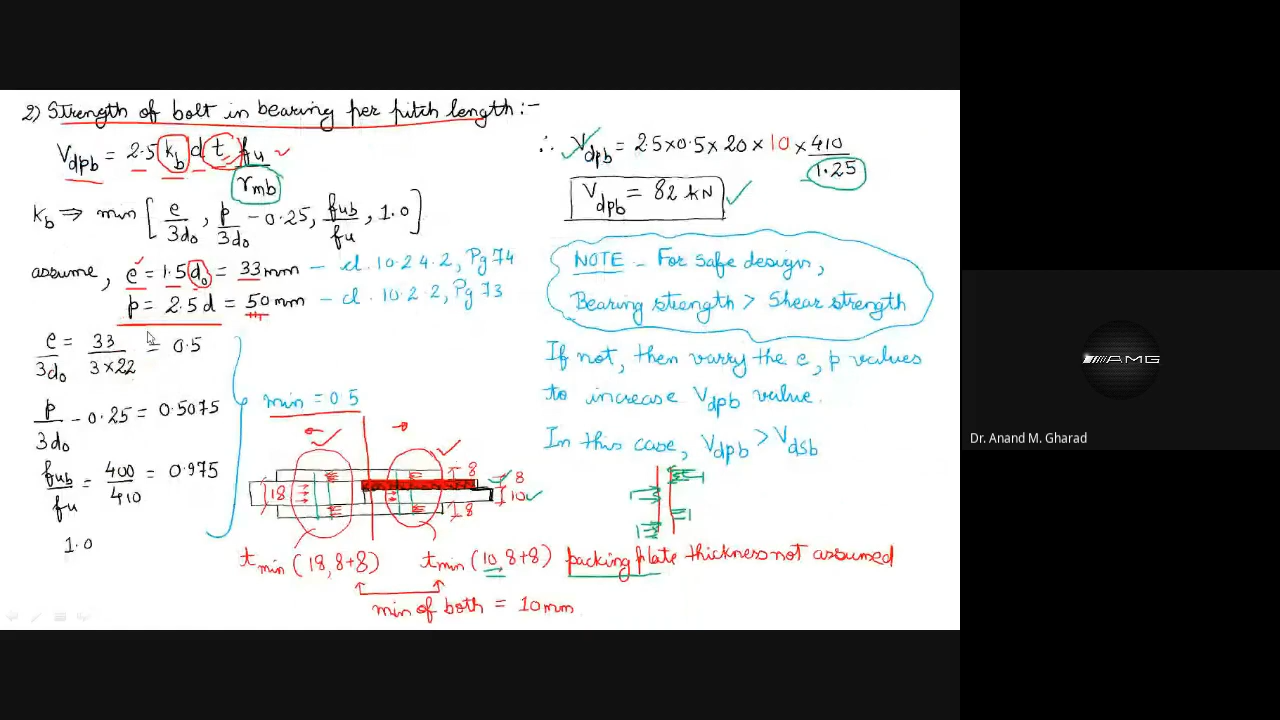 2) Strength of bolt in bearing per pitch length :-
Vdpb = 2.5 kb d t fu
γmb
kb ⇒ min [ e/3d₀ , p/3d₀ - 0.25, fub/fu , 1.0 ]
assume, e = 1.5 d₀ = 33 mm - cl. 10.2.4.2, Pg 74
p = 2.5 d = 50 mm - cl. 10.2.2, Pg 73
e/3d₀ = 33/3×22 = 0.5
p/3d₀ - 0.25 = 0.5075
fub/fu = 400/410 = 0.975
1.0
min = 0.5
18
8
8
8
10
tmin (18, 8+8)
tmin (10, 8+8)
packing plate thickness not assumed
min of both = 10mm
∴ Vdpb = 2.5 × 0.5 × 20 × 10 × 410/1.25
Vdpb = 82 kN
NOTE - For safe design,
Bearing strength > Shear strength
If not, then varry the e, p values
to increase Vdpb value.
In this case, Vdpb > Vdsb
AMG
Dr. Anand M. Gharad